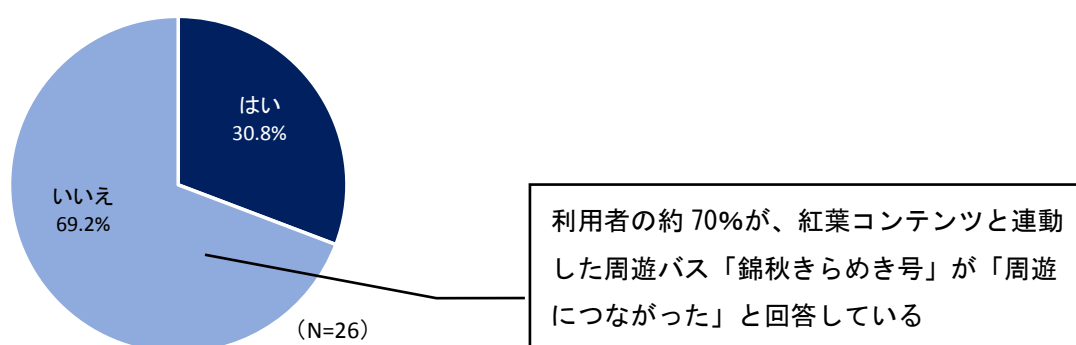 はい
30.8%
いいえ
69.2%
（N=26）
利用者の約 70%が、紅葉コンテンツと連動
した周遊バス「錦秋きらめき号」が「周遊
につながった」と回答している